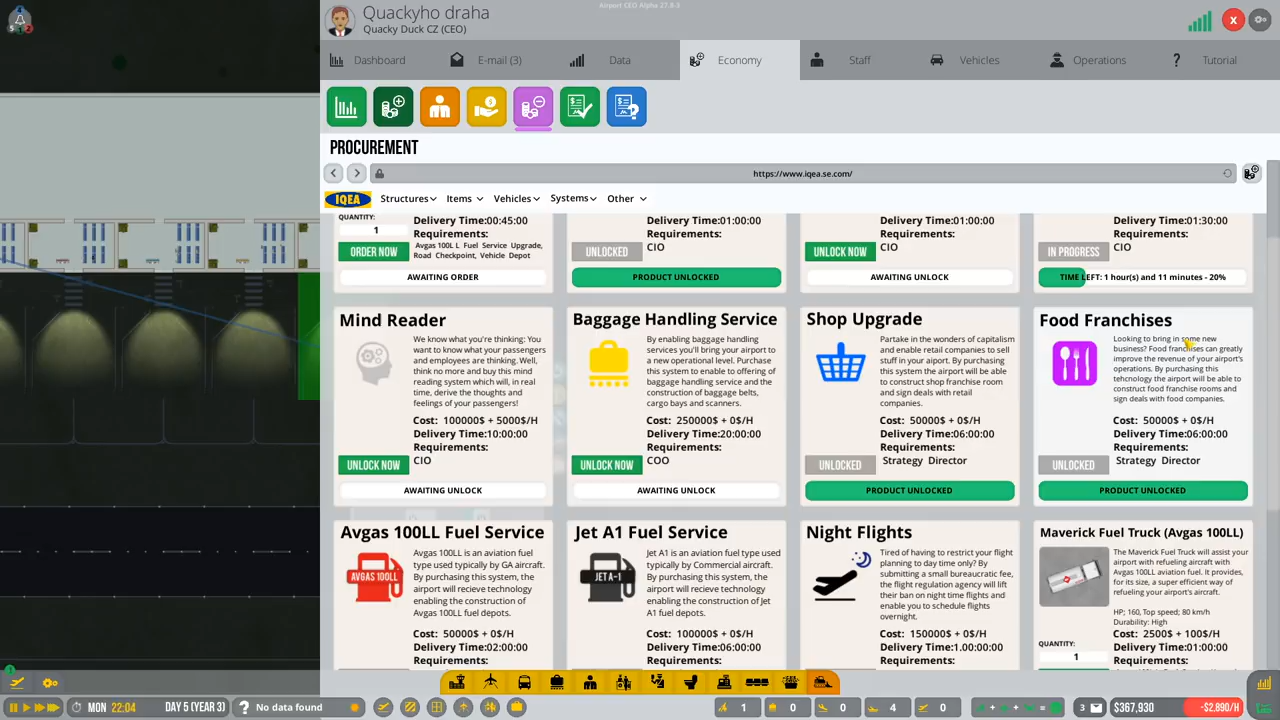 Airport CEO Alpha 27.8-3
Quackyho draha
Quacky Duck CZ (CEO)
X
Dashboard
E-mail (3)
Data
Economy
Staff
Vehicles
Operations
? Tutorial
PROCUREMENT
https://www.iqea.se.com/
IQEA Structures Items Vehicles Systems Other
QUANTITY:
1
ORDER NOW
Delivery Time:00:45:00
Requirements:
Avgas 100L L Fuel Service Upgrade,
Road Checkpoint, Vehicle Depot
AWAITING ORDER
Delivery Time:01:00:00
Requirements:
CIO
UNLOCKED
PRODUCT UNLOCKED
Delivery Time:01:00:00
Requirements:
CIO
UNLOCK NOW
AWAITING UNLOCK
Delivery Time:01:30:00
Requirements:
CIO
IN PROGRESS
TIME LEFT: 1 hour(s) and 11 minutes - 20%
Mind Reader
We know what you're thinking: You
want to know what your passengers
and employees are thinking. Well,
think no more and buy this mind
reading system which will, in real
time, derive the thoughts and
feelings of your passengers!
Cost: 100000$ + 5000$/H
Delivery Time:10:00:00
Requirements:
CIO
UNLOCK NOW
AWAITING UNLOCK
Baggage Handling Service
By enabling baggage handling
services you'll bring your airport to
a new operational level. Purchase
this system to enable to offering of
baggage handling service and the
construction of baggage belts,
cargo bays and scanners.
Cost: 250000$ + 0$/H
Delivery Time:20:00:00
Requirements:
COO
UNLOCK NOW
AWAITING UNLOCK
Shop Upgrade
Partake in the wonders of capitalism
and enable retail companies to sell
stuff in your airport. By purchasing
this system the airport will be able
to construct shop franchise room
and sign deals with retail
companies.
Cost: 50000$ + 0$/H
Delivery Time:06:00:00
Requirements:
Strategy Director
UNLOCKED
PRODUCT UNLOCKED
Food Franchises
Looking to bring in some new
business? Food franchises can greatly
improve the revenue of your airport's
operations. By purchasing this
tehcnology the airport will be able to
construct food franchise rooms and
sign deals with food companies.
Cost: 50000$ + 0$/H
Delivery Time:06:00:00
Requirements:
Strategy Director
UNLOCKED
PRODUCT UNLOCKED
Avgas 100LL Fuel Service
AVGAS 100LL
Avgas 100LL is an aviation fuel
type used typically by GA aircraft.
By purchasing this system, the
airport will recieve technology
enabling the construction of
Avgas 100LL fuel depots.
Cost: 50000$ + 0$/H
Delivery Time:02:00:00
Requirements:
Jet A1 Fuel Service
JET A-1
Jet A1 is an aviation fuel type used
typically by Commercial aircraft.
By purchasing this system, the
airport will recieve technology
enabling the construction of Jet
A1 fuel depots.
Cost: 100000$ + 0$/H
Delivery Time:06:00:00
Requirements:
Night Flights
Tired of having to restrict your flight
planning to day time only? By
submitting a small bureaucratic fee,
the flight regulation agency will lift
their ban on night time flights and
enable you to schedule flights
overnight.
Cost: 150000$ + 0$/H
Delivery Time:1.00:00:00
Requirements:
Maverick Fuel Truck (Avgas 100LL)
The Maverick Fuel Truck will assist your
airport with refueling aircraft with
Avgas 100LL aviation fuel. It provides,
for its size, a super efficient way of
refueling your aircraft.
HP; 160, Top speed; 80 km/h
Durability: High
QUANTITY:
1
Cost: 2500$ + 100$/H
Delivery Time:01:00:00
Requirements:
MON 22:04
DAY 5 (YEAR 3)
? No data found
1
0
0
4
0
3
$367,930
-$2.890/H